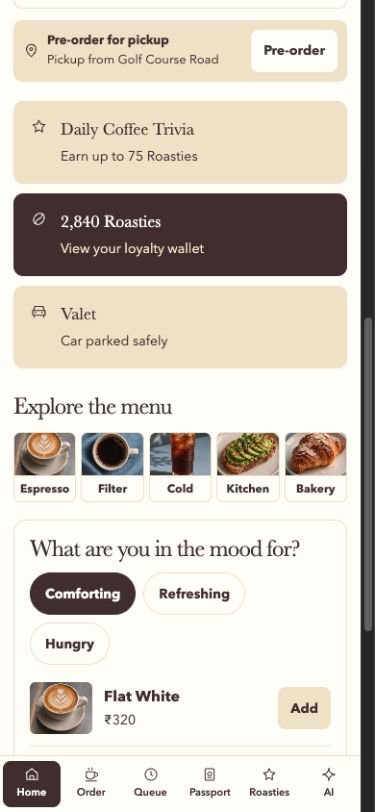 Pre-order for pickup
Pickup from Golf Course Road
Pre-order
Daily Coffee Trivia
Earn up to 75 Roasties
2,840 Roasties
View your loyalty wallet
Valet
Car parked safely
Explore the menu
Espresso
Filter
Cold
Kitchen
Bakery
What are you in the mood for?
Comforting
Refreshing
Hungry
Flat White
₹320
Add
Home
Order
Queue
Passport
Roasties
AI